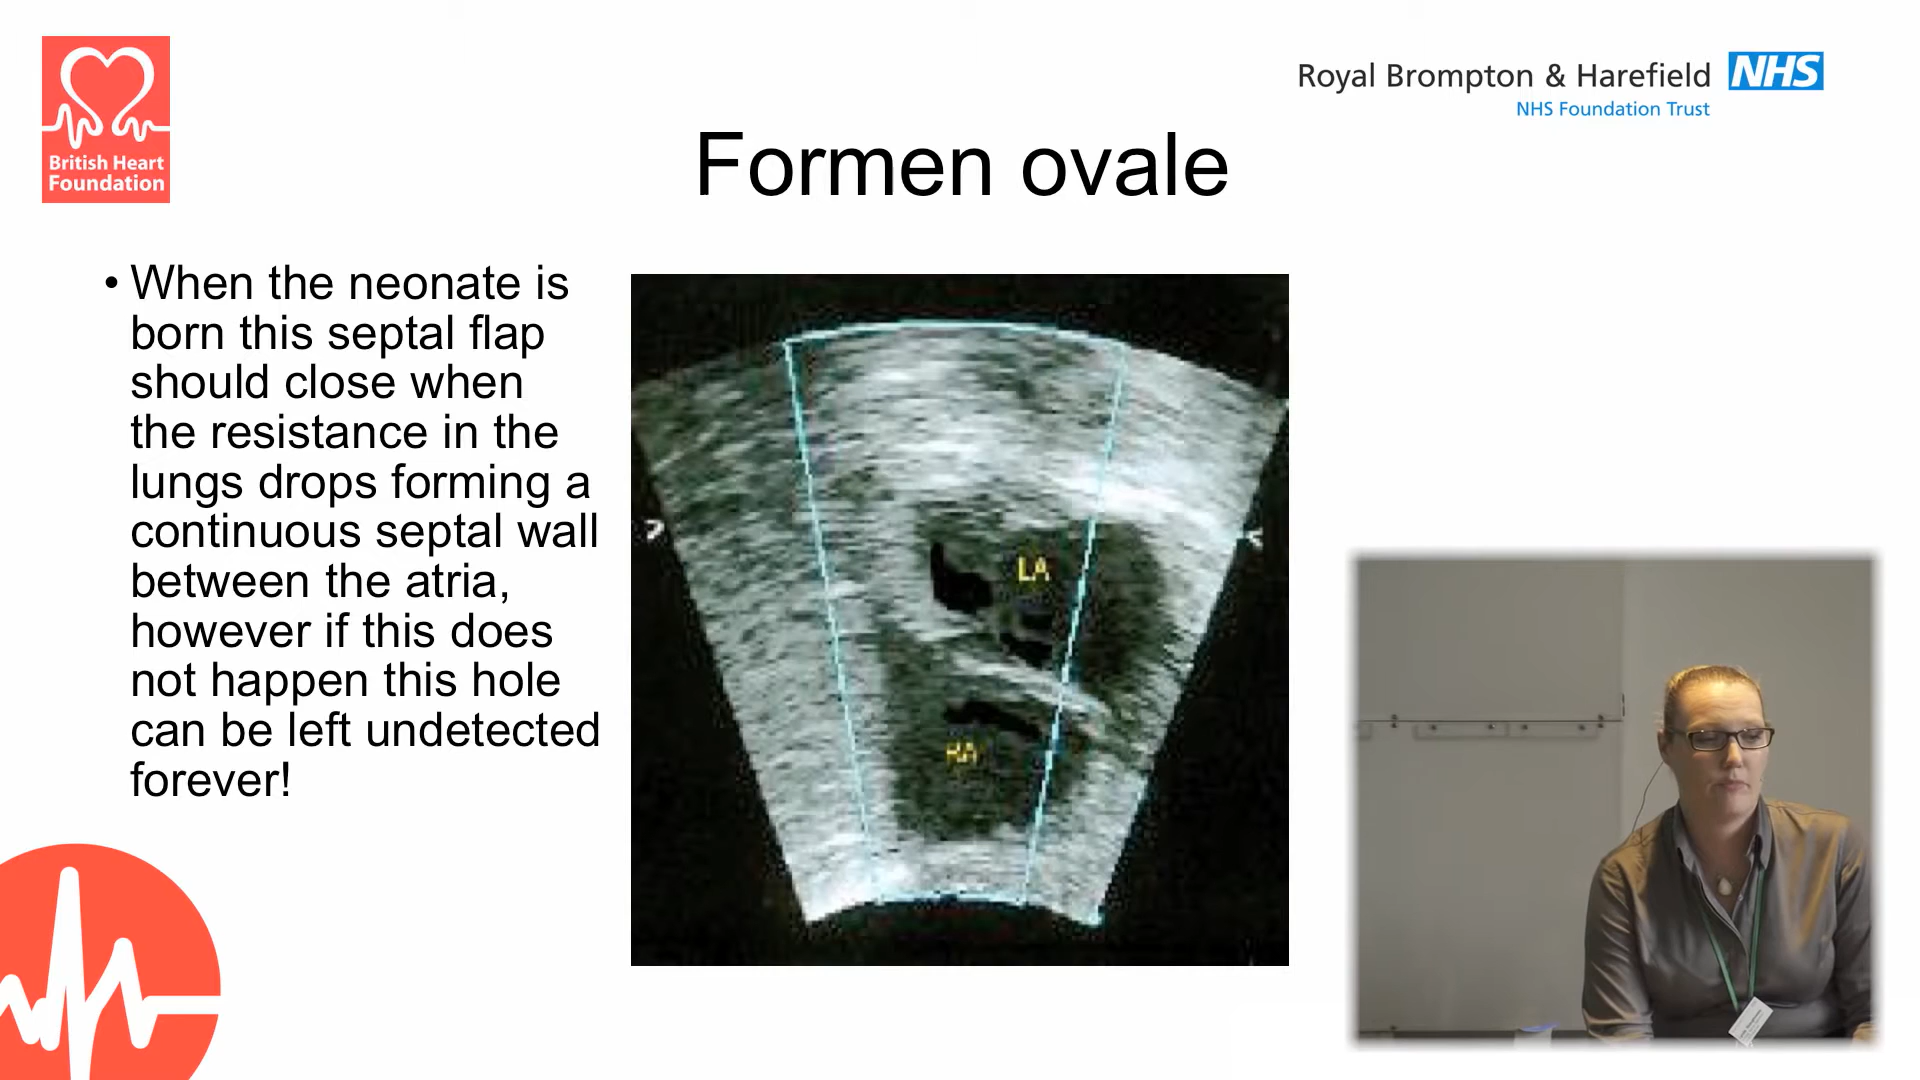 British Heart
Foundation
Royal Brompton & Harefield NHS
NHS Foundation Trust
Formen ovale
• When the neonate is
born this septal flap
should close when
the resistance in the
lungs drops forming a
continuous septal wall
between the atria,
however if this does
not happen this hole
can be left undetected
forever!
LA
RA